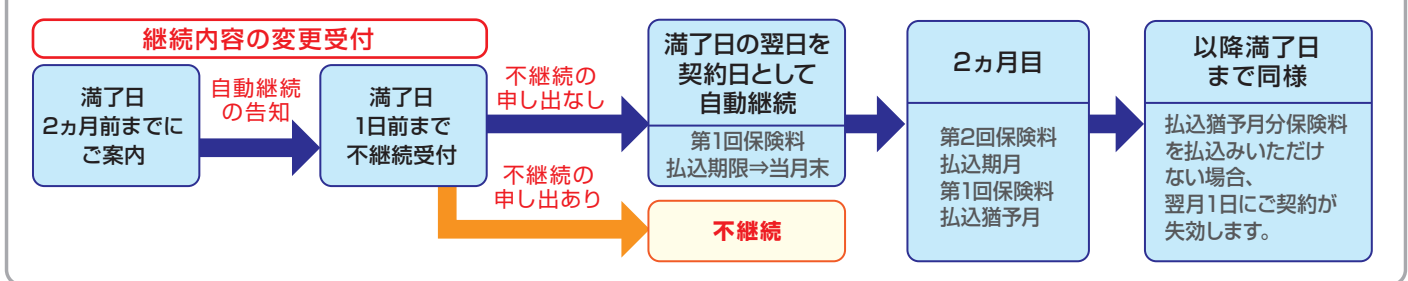 継続内容の変更受付
満了日
2ヵ月前までに
ご案内
自動継続
の告知
満了日
1日前まで
不継続受付
不継続の
申し出なし
満了日の翌日を
契約日として
自動継続
第1回保険料
払込期限⇒当月末
不継続の
申し出あり
不継続
2ヵ月目
第2回保険料
払込期月
第1回保険料
払込猶予月
以降満了日
まで同様
払込猶予月分保険料
を払込みいただけ
ない場合、
翌月1日にご契約が
失効します。